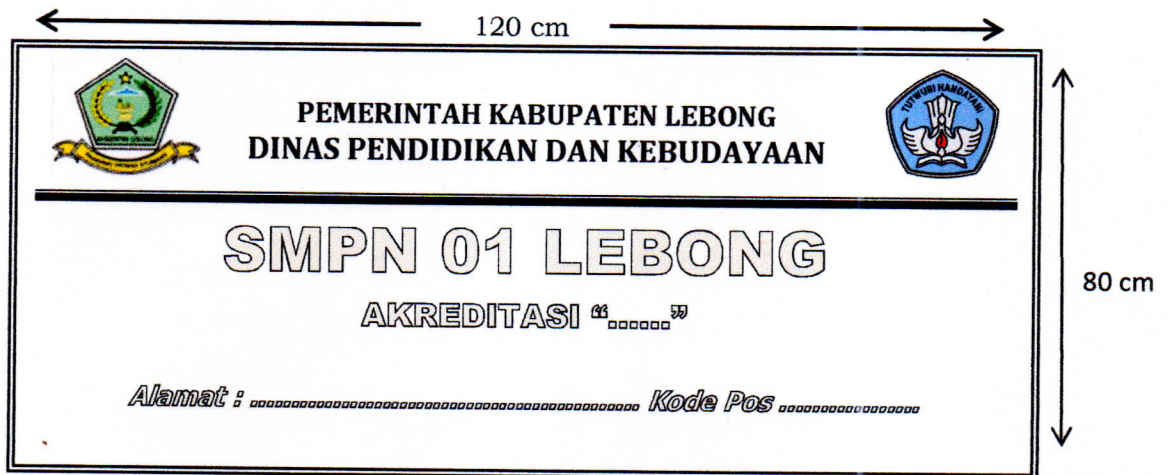 120 cm
PEMERINTAH KABUPATEN LEBONG
DINAS PENDIDIKAN DAN KEBUDAYAAN
TUT WURI HANDAYANI
SMPN 01 LEBONG
AKREDITASI “......”
80 cm
Alamat : ................................................ Kode Pos .................